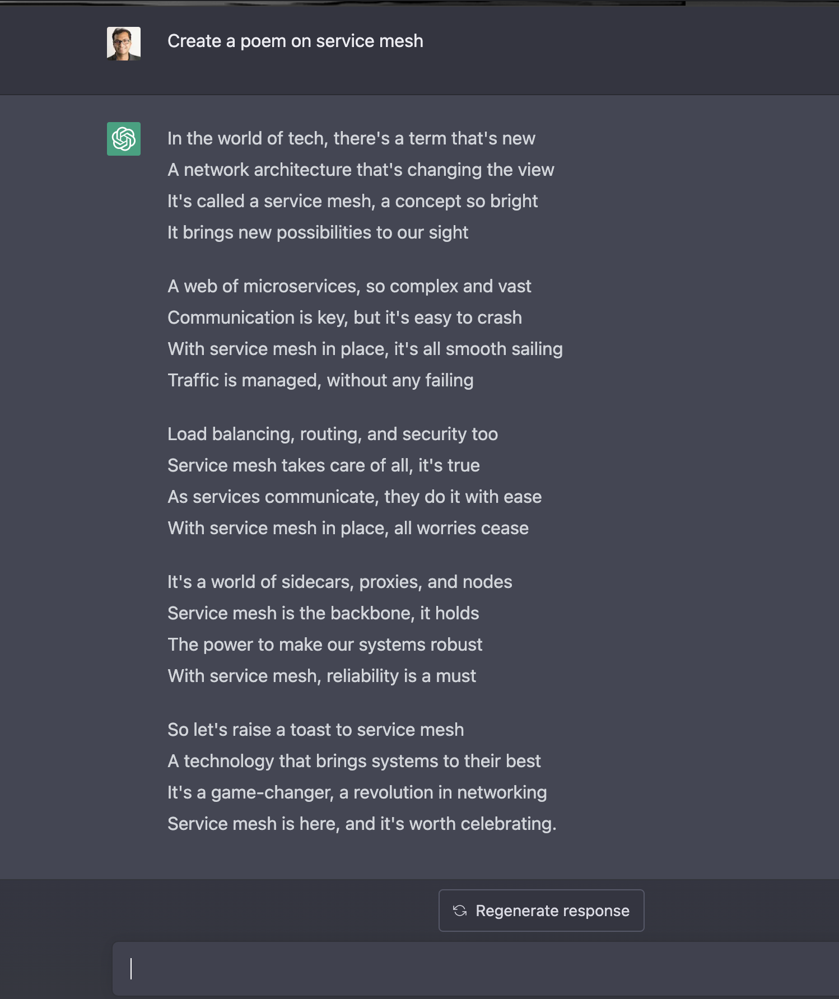 Create a poem on service mesh
In the world of tech, there's a term that's new
A network architecture that's changing the view
It's called a service mesh, a concept so bright
It brings new possibilities to our sight
A web of microservices, so complex and vast
Communication is key, but it's easy to crash
With service mesh in place, it's all smooth sailing
Traffic is managed, without any failing
Load balancing, routing, and security too
Service mesh takes care of all, it's true
As services communicate, they do it with ease
With service mesh in place, all worries cease
It's a world of sidecars, proxies, and nodes
Service mesh is the backbone, it holds
The power to make our systems robust
With service mesh, reliability is a must
So let's raise a toast to service mesh
A technology that brings systems to their best
It's a game-changer, a revolution in networking
Service mesh is here, and it's worth celebrating.
Regenerate response